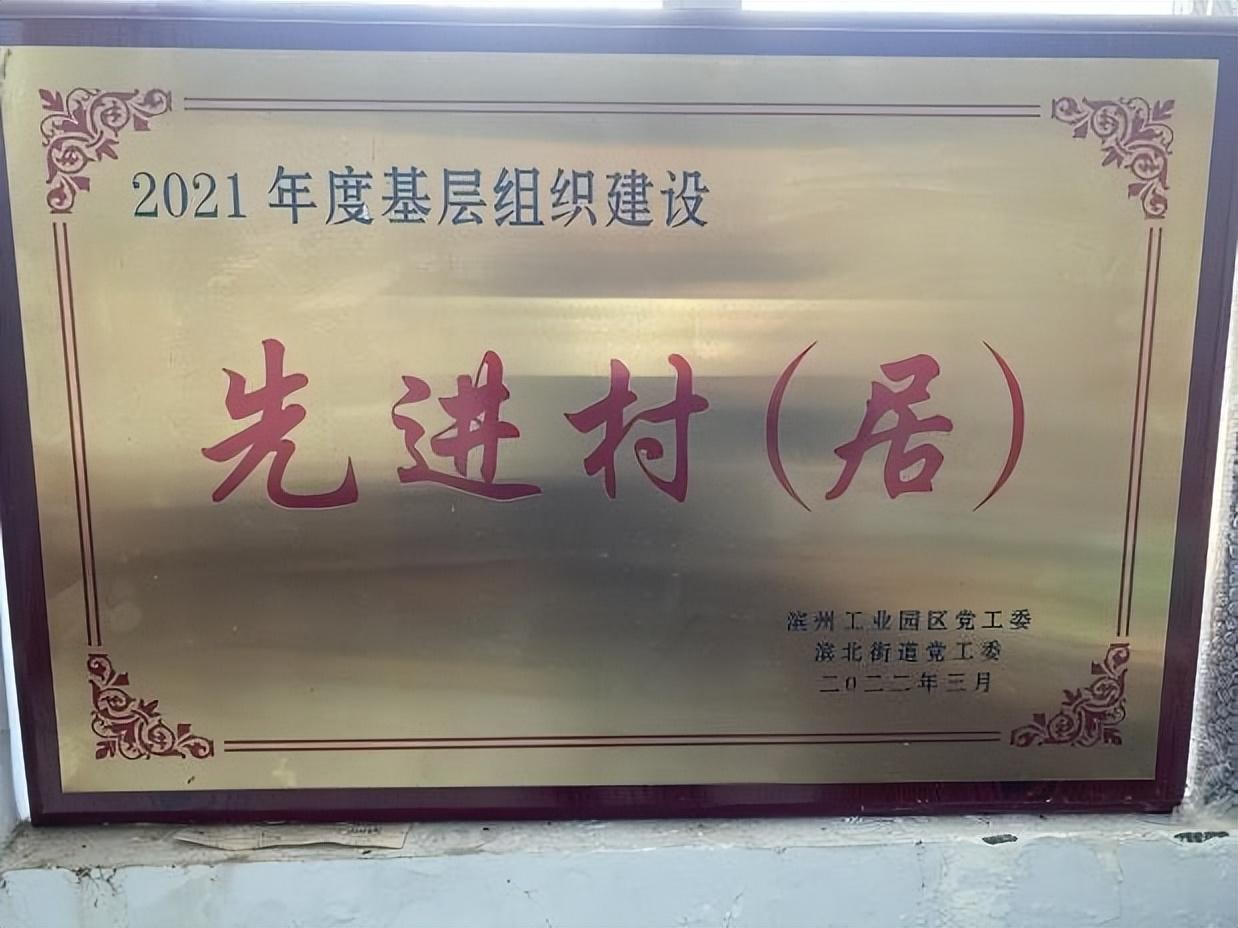 2021年度基层组织建设
先进村(居)
滨州工业园区党工委
滨北街道党工委
二0二二年三月